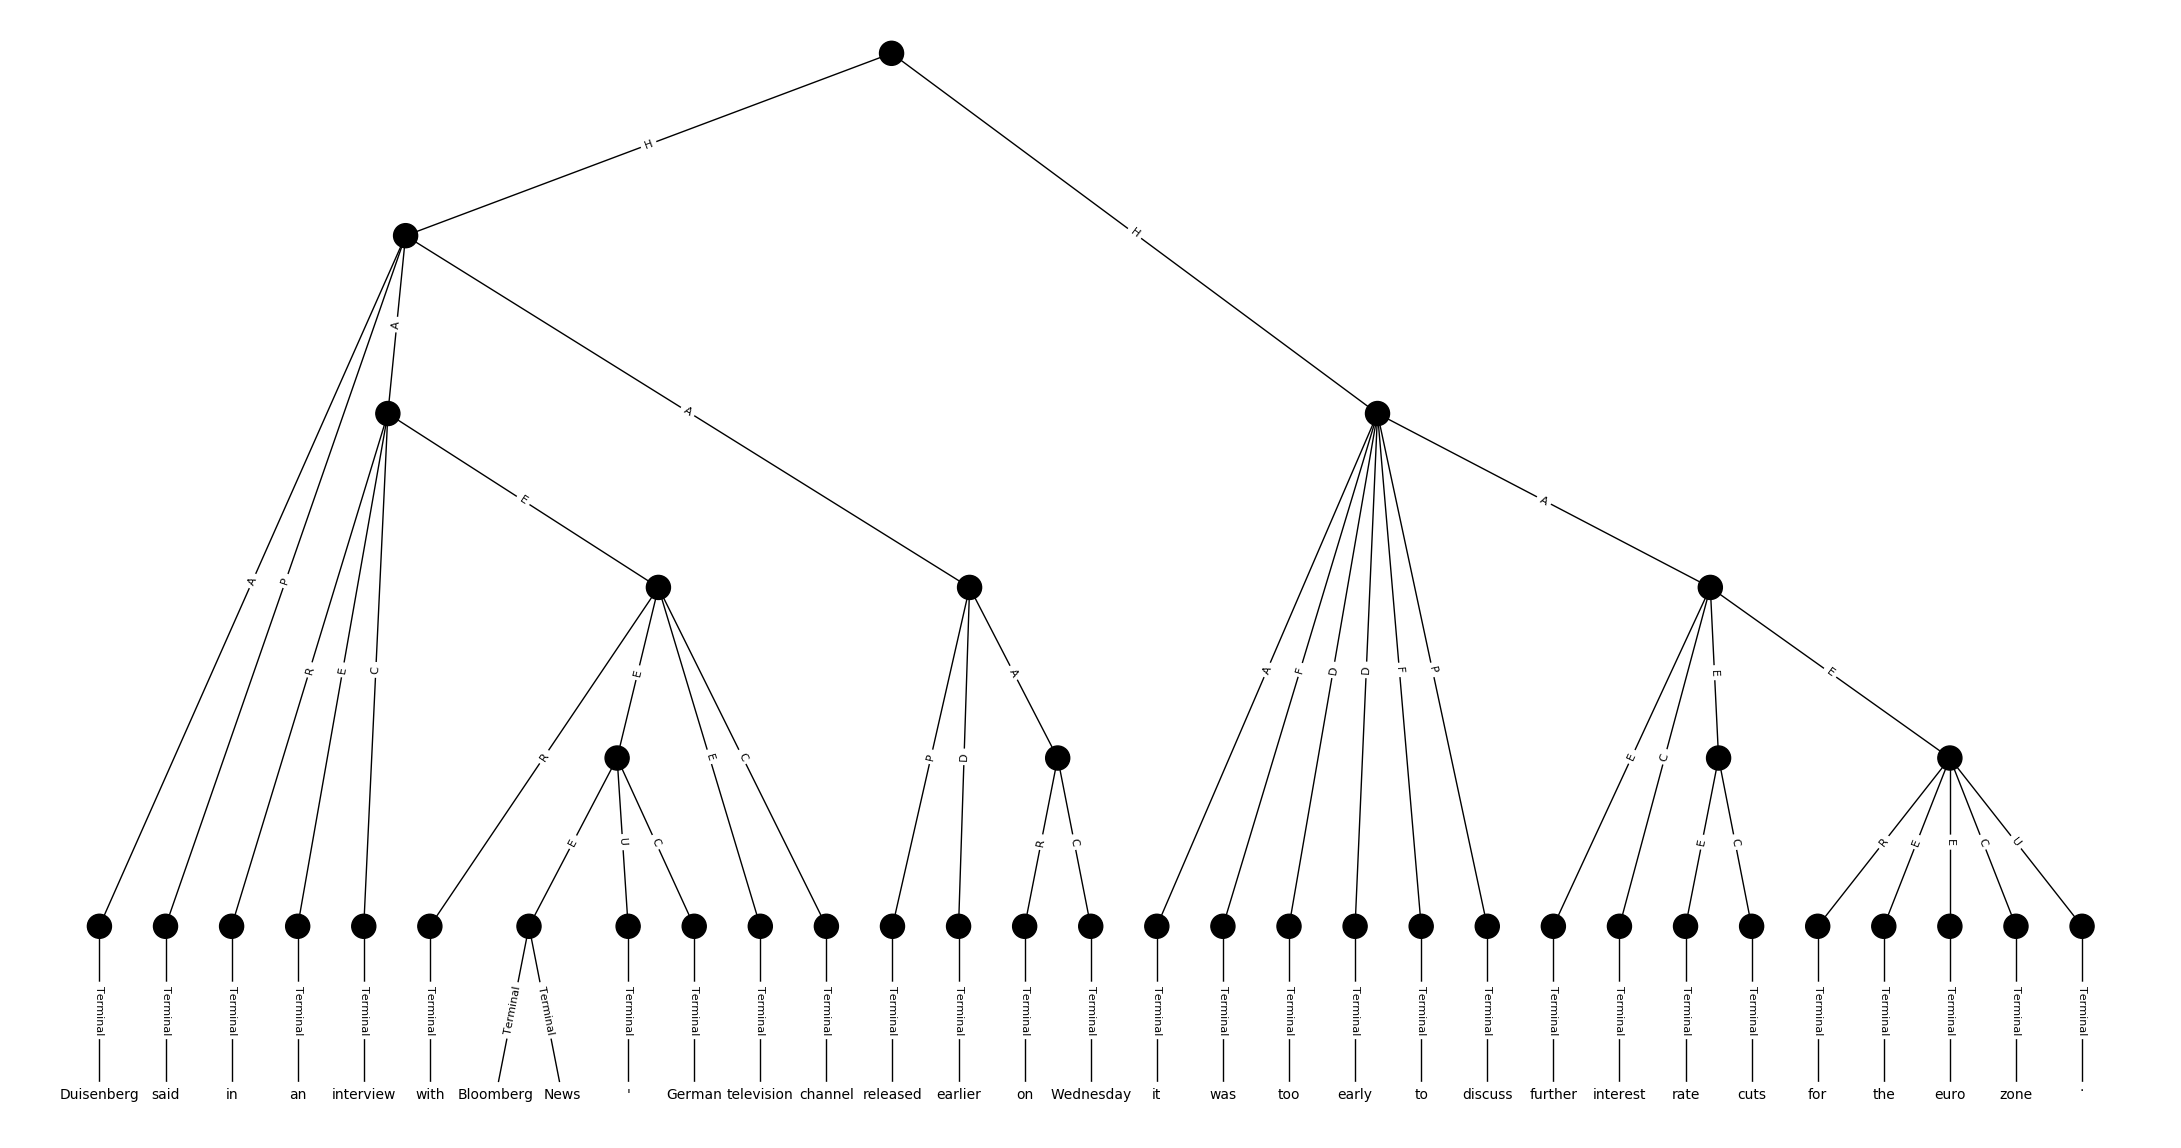 H
H
A
A
E
A
A
P
R
E
C
E
A
A
F
D
D
F
P
E
E
R
E
C
P
D
E
C
E
U
C
R
C
E
C
R
E
E
C
U
Terminal Terminal Terminal Terminal Terminal Terminal Terminal Terminal Terminal Terminal Terminal Terminal Terminal Terminal Terminal Terminal Terminal Terminal Terminal Terminal Terminal Terminal Terminal Terminal Terminal Terminal Terminal Terminal Terminal Terminal Terminal
Duisenberg said in an interview with Bloomberg News ' German television channel released earlier on Wednesday it was too early to discuss further interest rate cuts for the euro zone .